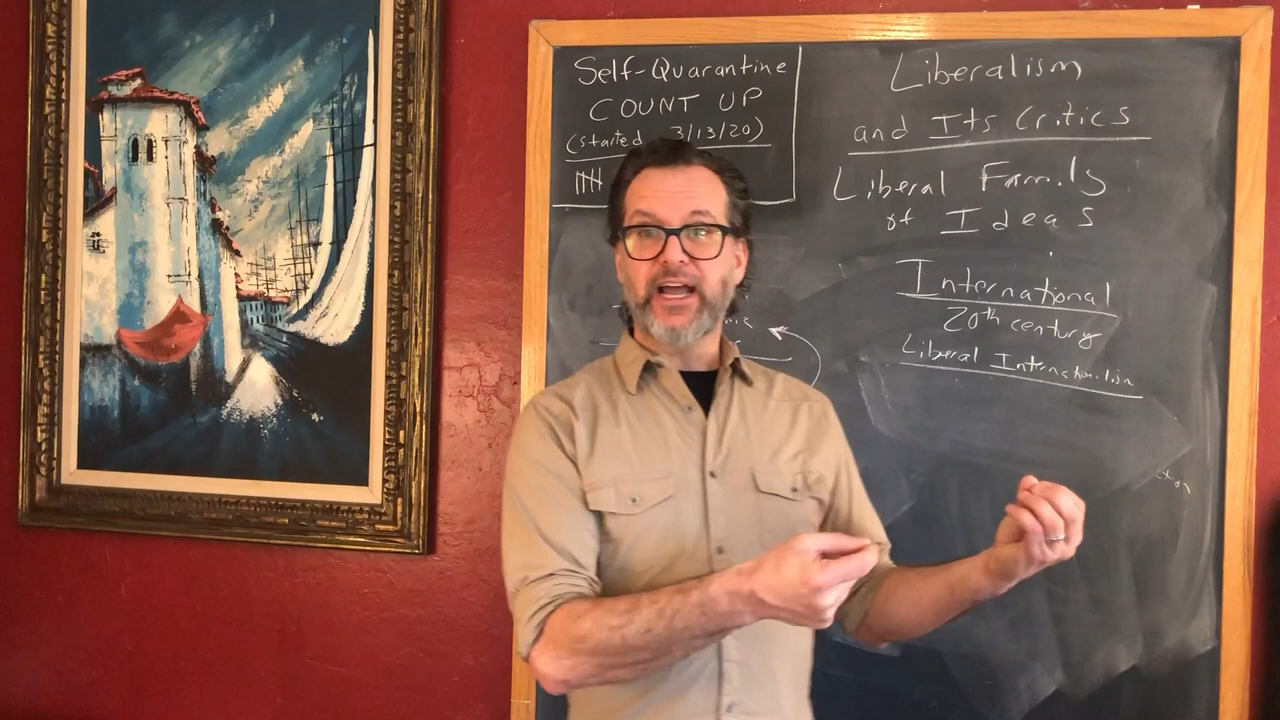 Self-Quarantine
COUNT UP
(started 3/13/20)
Liberalism
and Its Critics
Liberal Family
of Ideas
International
20th century
Liberal Internationalism